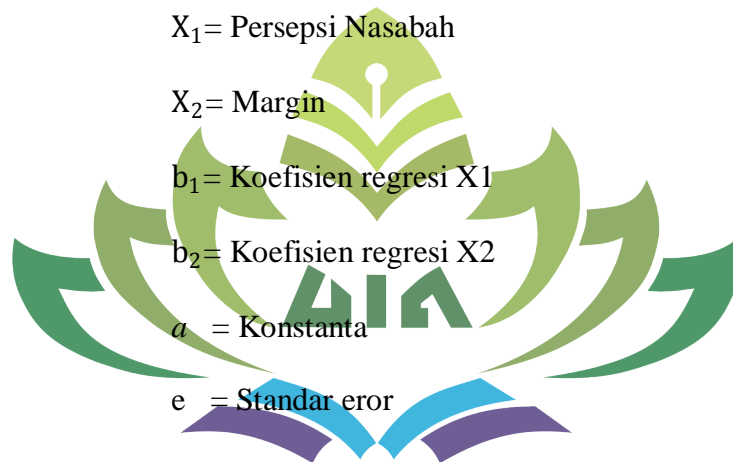 X₁= Persepsi Nasabah
X₂= Margin
b₁= Koefisien regresi X1
b₂= Koefisien regresi X2
a = Konstanta
e = Standar eror